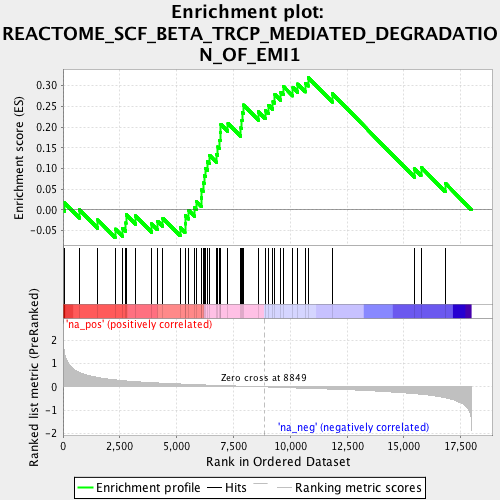 Enrichment plot:
REACTOME_SCF_BETA_TRCP_MEDIATED_DEGRADATIO
N_OF_EMI1
Enrichment score (ES)
0.30
0.25
0.20
0.15
0.10
0.05
0.00
-0.05
'na_pos' (positively correlated)
Ranked list metric (PreRanked)
2
1
0
-1
-2
Zero cross at 8849
'na_neg' (negatively correlated)
0
2,500
5,000
7,500
10,000
12,500
15,000
17,500
Rank in Ordered Dataset
Enrichment profile
Hits
Ranking metric scores